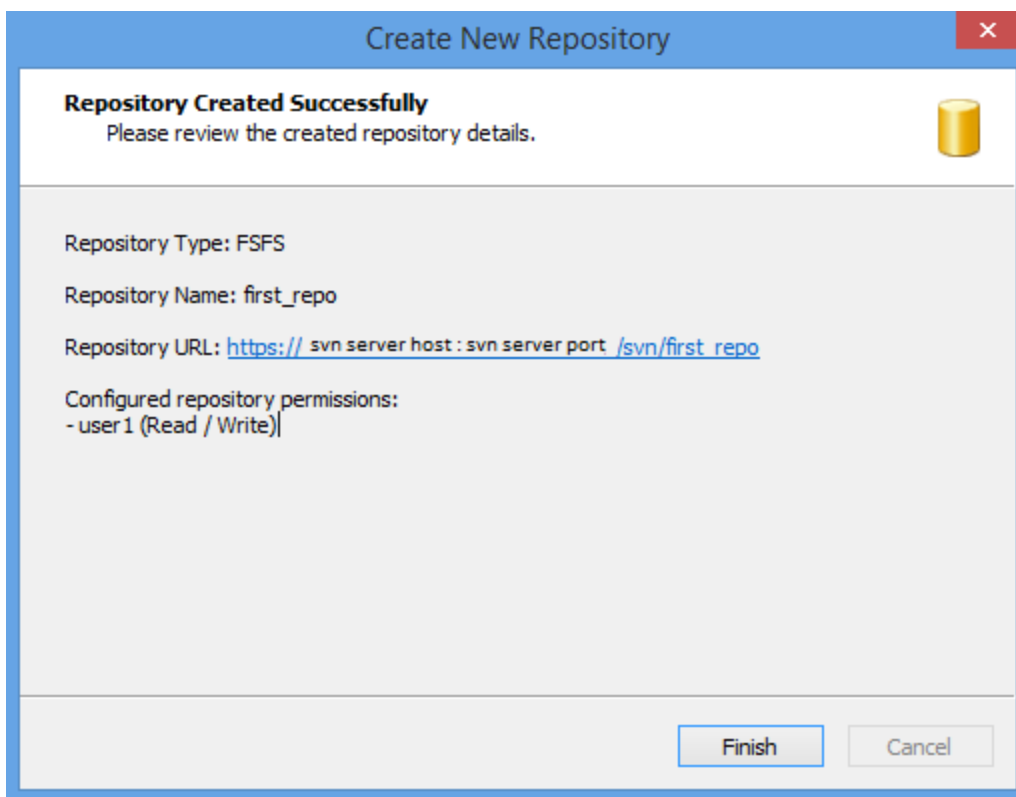 Create New Repository
Repository Created Successfully
Please review the created repository details.
Repository Type: FSFS
Repository Name: first_repo
Repository URL: https:// svn server host : svn server port /svn/first_repo
Configured repository permissions:
- user1 (Read / Write)
Finish
Cancel